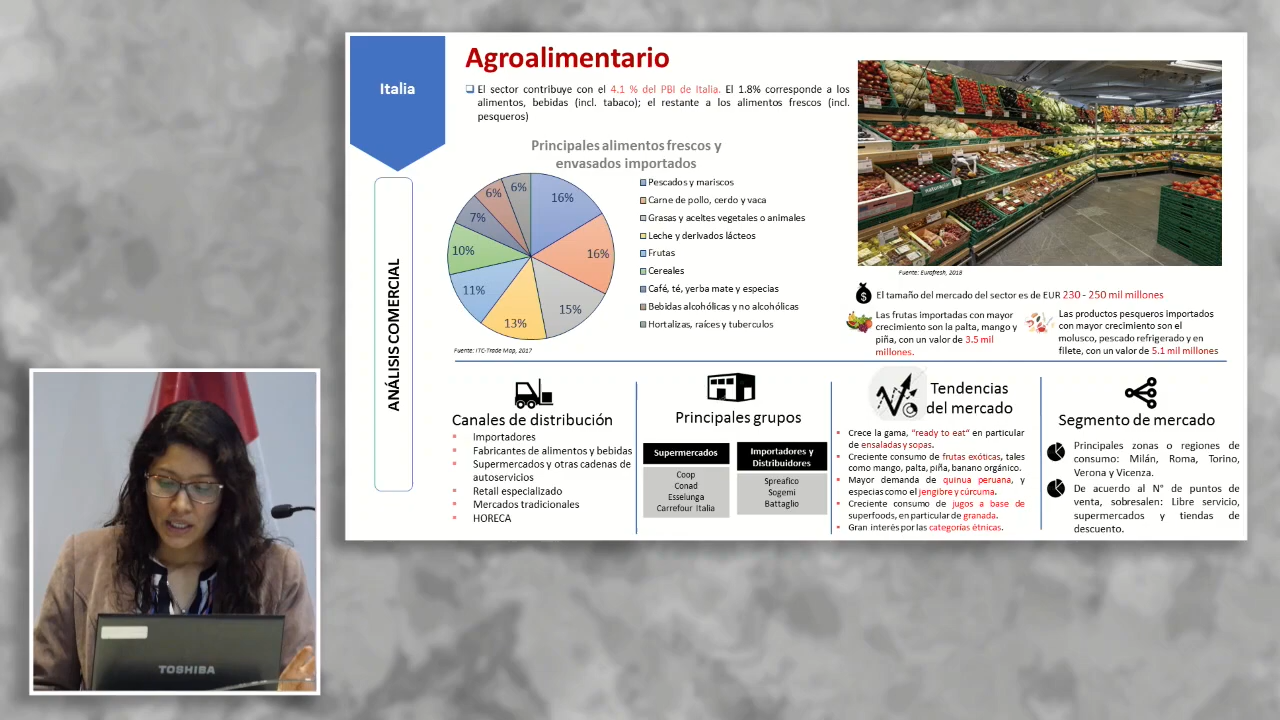 Italia
ANÁLISIS COMERCIAL
Agroalimentario
El sector contribuye con el 4.1 % del PBI de Italia. El 1.8% corresponde a los
alimentos, bebidas (incl. tabaco); el restante a los alimentos frescos (incl.
pesqueros)
Principales alimentos frescos y
envasados importados
16%
16%
15%
13%
11%
10%
7%
6%
6%
Pescados y mariscos
Carne de pollo, cerdo y vaca
Grasas y aceites vegetales o animales
Leche y derivados lácteos
Frutas
Cereales
Café, té, yerba mate y especias
Bebidas alcohólicas y no alcohólicas
Hortalizas, raíces y tuberculos
Fuente: ITC-Trade Map, 2017
Fuente: Eurofresh, 2018
El tamaño del mercado del sector es de EUR 230 - 250 mil millones
Las frutas importadas con mayor
crecimiento son la palta, mango y
piña, con un valor de 3.5 mil
millones.
Las productos pesqueros importados
con mayor crecimiento son el
molusco, pescado refrigerado y en
filete, con un valor de 5.1 mil millones
Canales de distribución
Importadores
Fabricantes de alimentos y bebidas
Supermercados y otras cadenas de
autoservicios
Retail especializado
Mercados tradicionales
HORECA
Principales grupos
Supermercados
Coop
Conad
Esselunga
Carrefour Italia
Importadores y
Distribuidores
Spreafico
Sogemi
Battaglio
Tendencias
del mercado
Crece la gama, "ready to eat" en particular
de ensaladas y sopas.
Creciente consumo de frutas exóticas, tales
como mango, palta, piña, banano orgánico.
Mayor demanda de quinua peruana, y
especias como el jengibre y cúrcuma.
Creciente consumo de jugos a base de
superfoods, en particular de granada.
Gran interés por las categorías étnicas.
Segmento de mercado
Principales zonas o regiones de
consumo: Milán, Roma, Torino,
Verona y Vicenza.
De acuerdo al N° de puntos de
venta, sobresalen: Libre servicio,
supermercados y tiendas de
descuento.
TOSHIBA